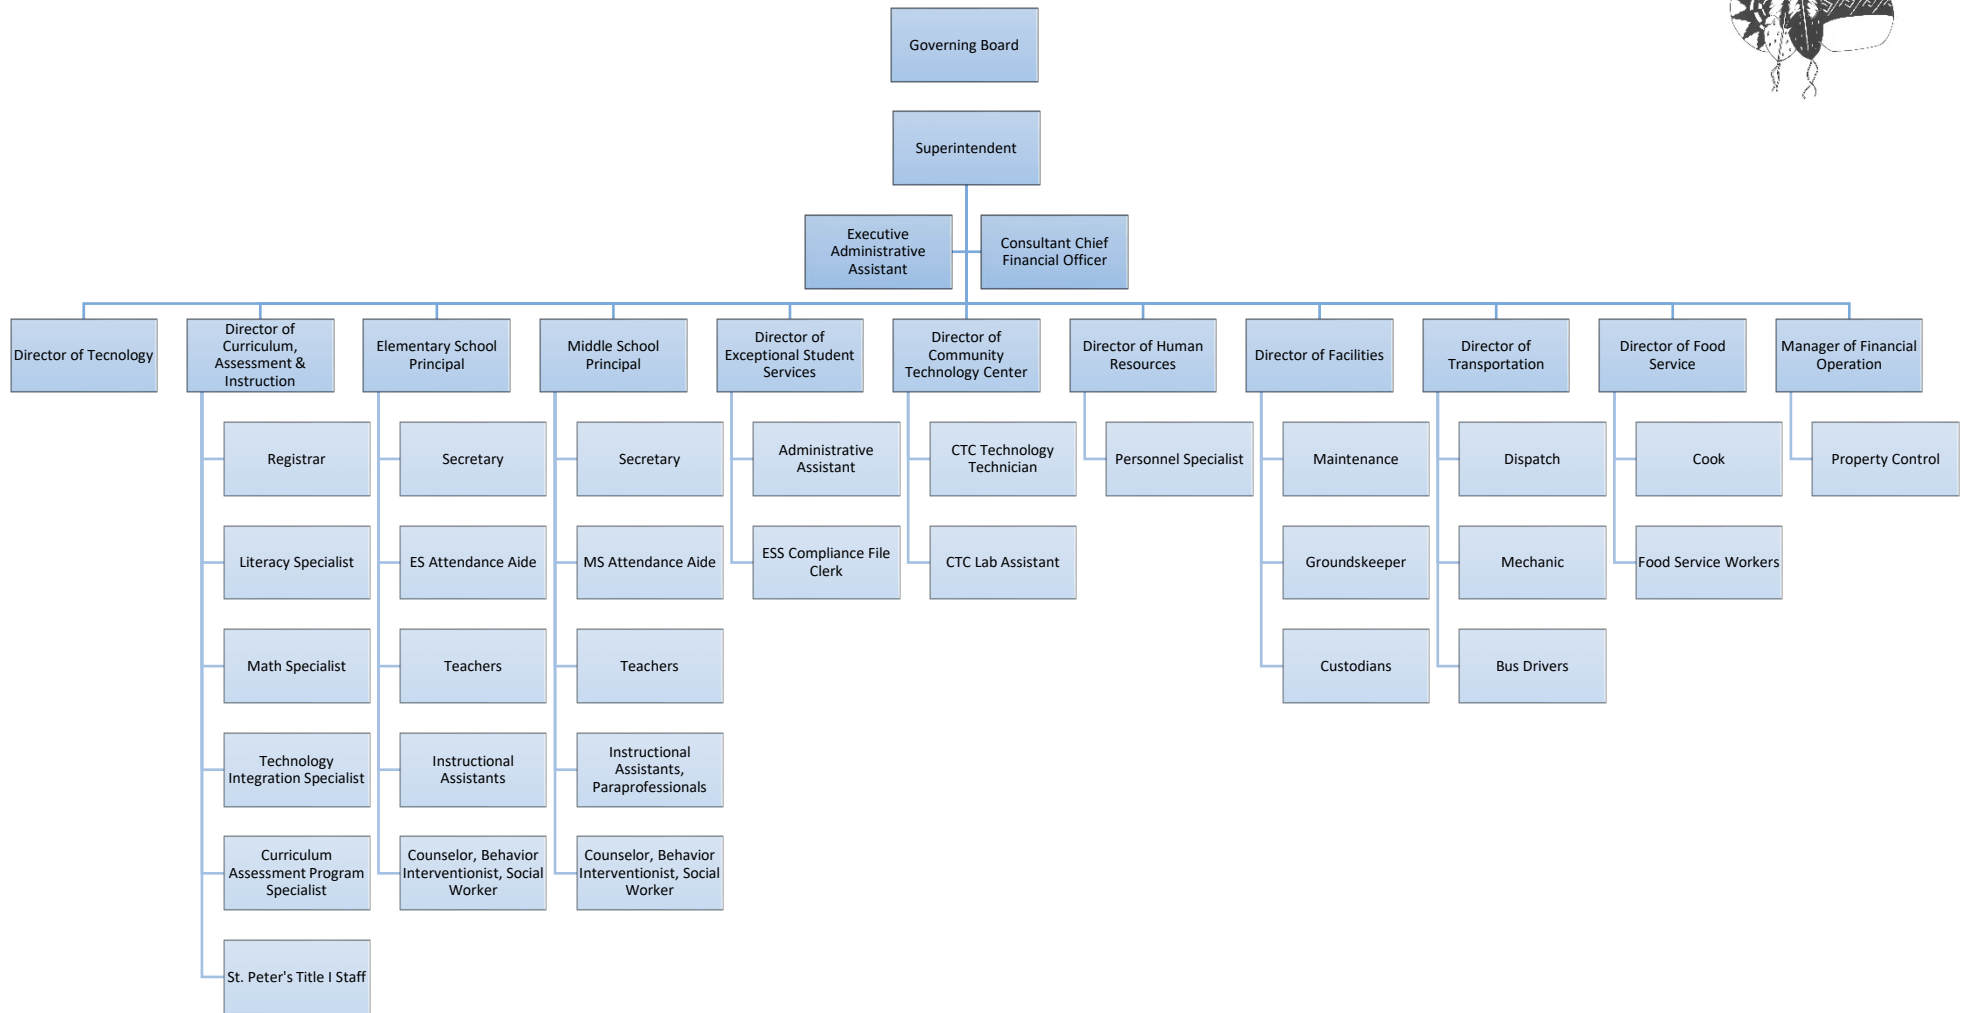 Governing Board
Superintendent
Executive
Administrative
Assistant
Consultant Chief
Financial Officer
Director of Tecnology
Director of
Curriculum,
Assessment &
Instruction
Elementary School
Principal
Middle School
Principal
Director of
Exceptional Student
Services
Director of
Community
Technology Center
Director of Human
Resources
Director of Facilities
Director of
Transportation
Director of Food
Service
Manager of Financial
Operation
Registrar
Literacy Specialist
Math Specialist
Technology
Integration Specialist
Curriculum
Assessment Program
Specialist
St. Peter's Title I Staff
Secretary
ES Attendance Aide
Teachers
Instructional
Assistants
Counselor, Behavior
Interventionist, Social
Worker
Secretary
MS Attendance Aide
Teachers
Instructional
Assistants,
Paraprofessionals
Counselor, Behavior
Interventionist, Social
Worker
Administrative
Assistant
ESS Compliance File
Clerk
CTC Technology
Technician
CTC Lab Assistant
Personnel Specialist
Maintenance
Groundskeeper
Custodians
Dispatch
Mechanic
Bus Drivers
Cook
Food Service Workers
Property Control